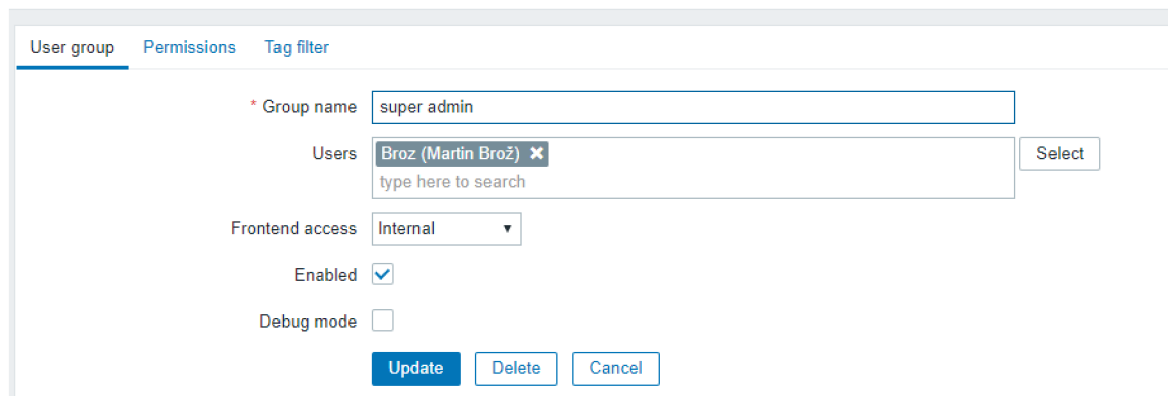 User group Permissions Tag filter
* Group name super admin
Users Broz (Martin Brož) Select
type here to search
Frontend access Internal
Enabled
Debug mode
Update Delete Cancel